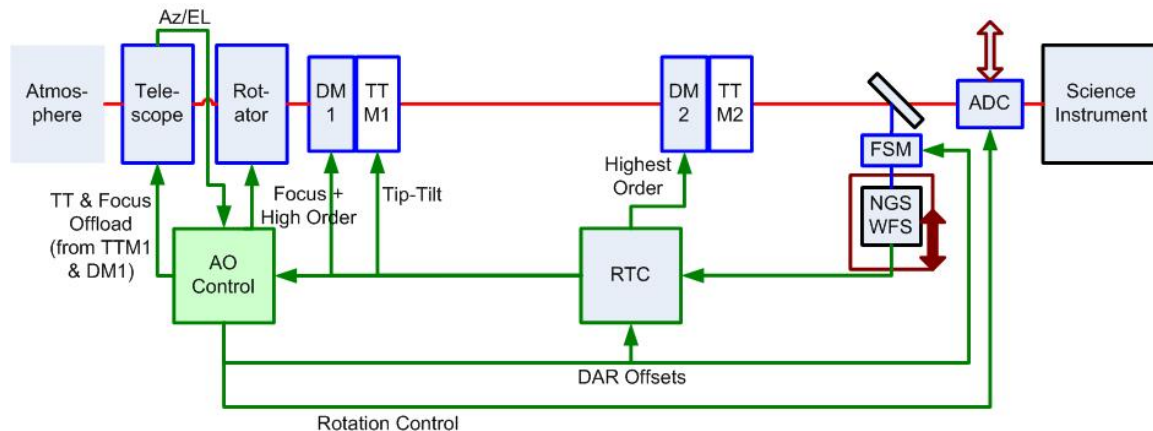 Az/EL
Atmos-
phere
Tele-
scope
Rot-
ator
DM
1
TT
M1
DM
2
TT
M2
ADC
Science
Instrument
FSM
NGS
WFS
TT & Focus
Offload
(from TTM1
& DM1)
Focus +
High Order
Tip-Tilt
Highest
Order
AO
Control
RTC
DAR Offsets
Rotation Control